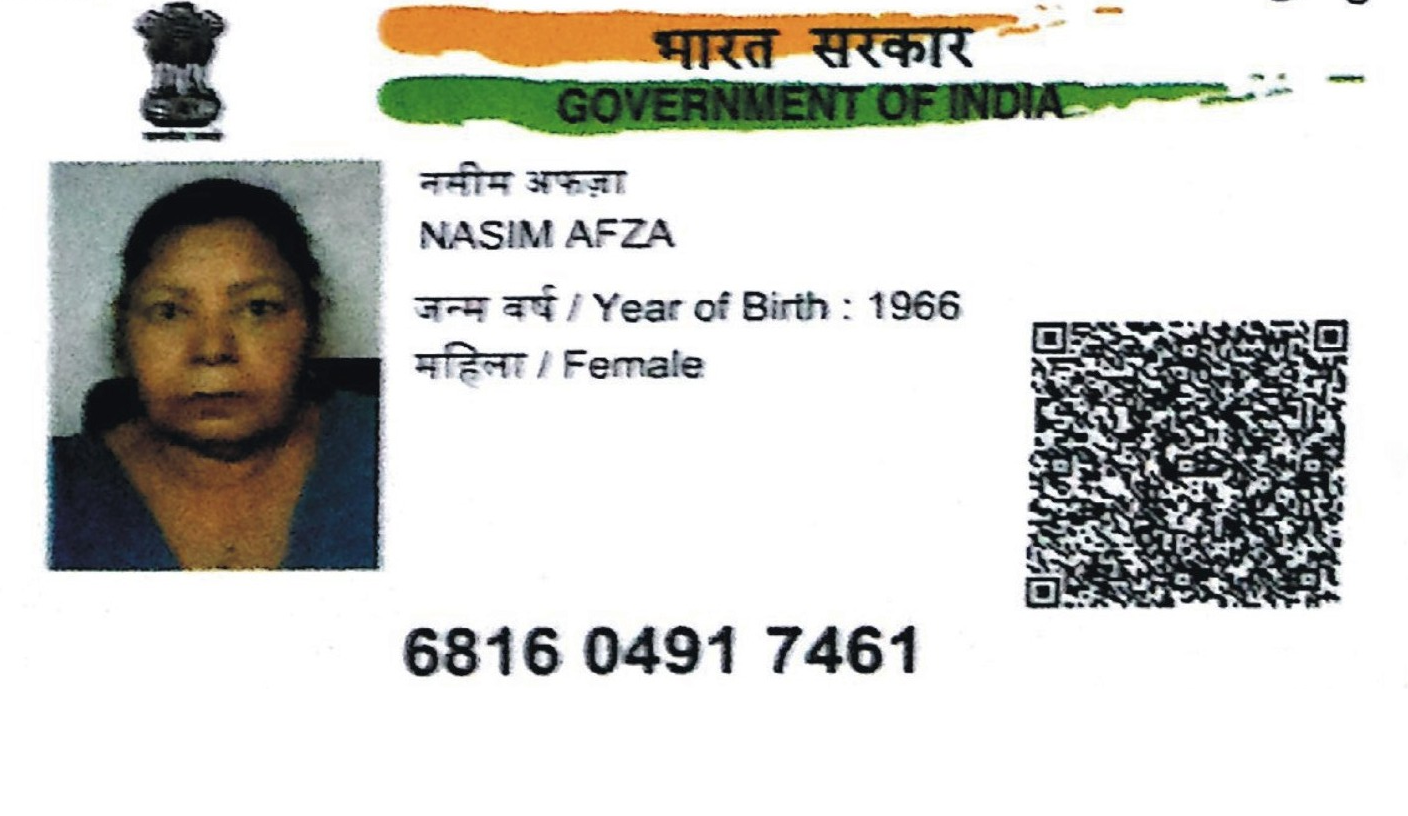 भारत सरकार
GOVERNMENT OF INDIA
नसीम अफज़ा
NASIM AFZA
जन्म वर्ष / Year of Birth : 1966
महिला / Female
6816 0491 7461